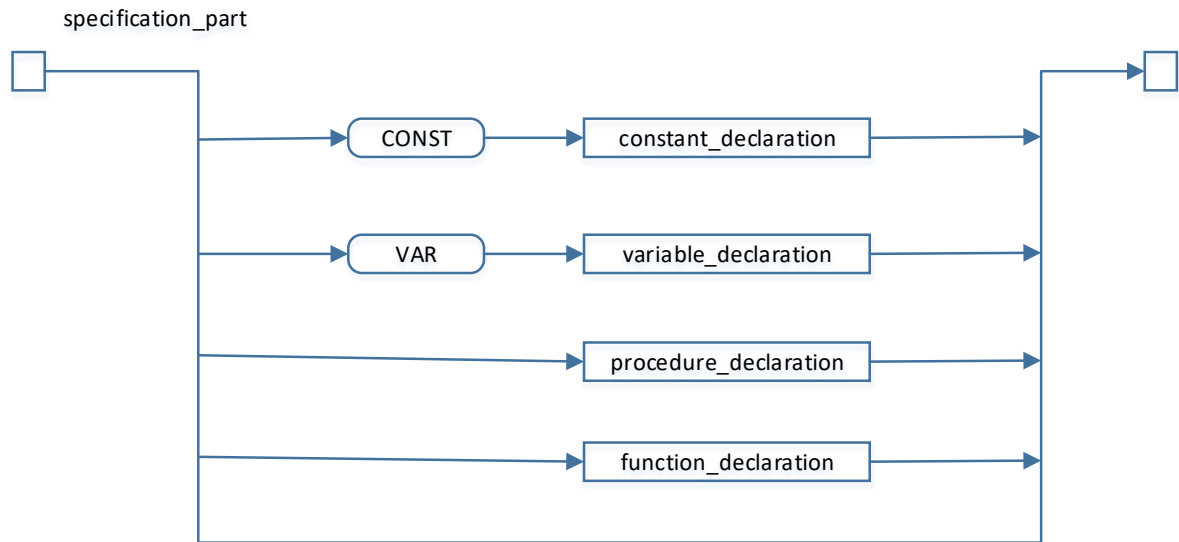 specification_part
CONST
constant_declaration
VAR
variable_declaration
procedure_declaration
function_declaration